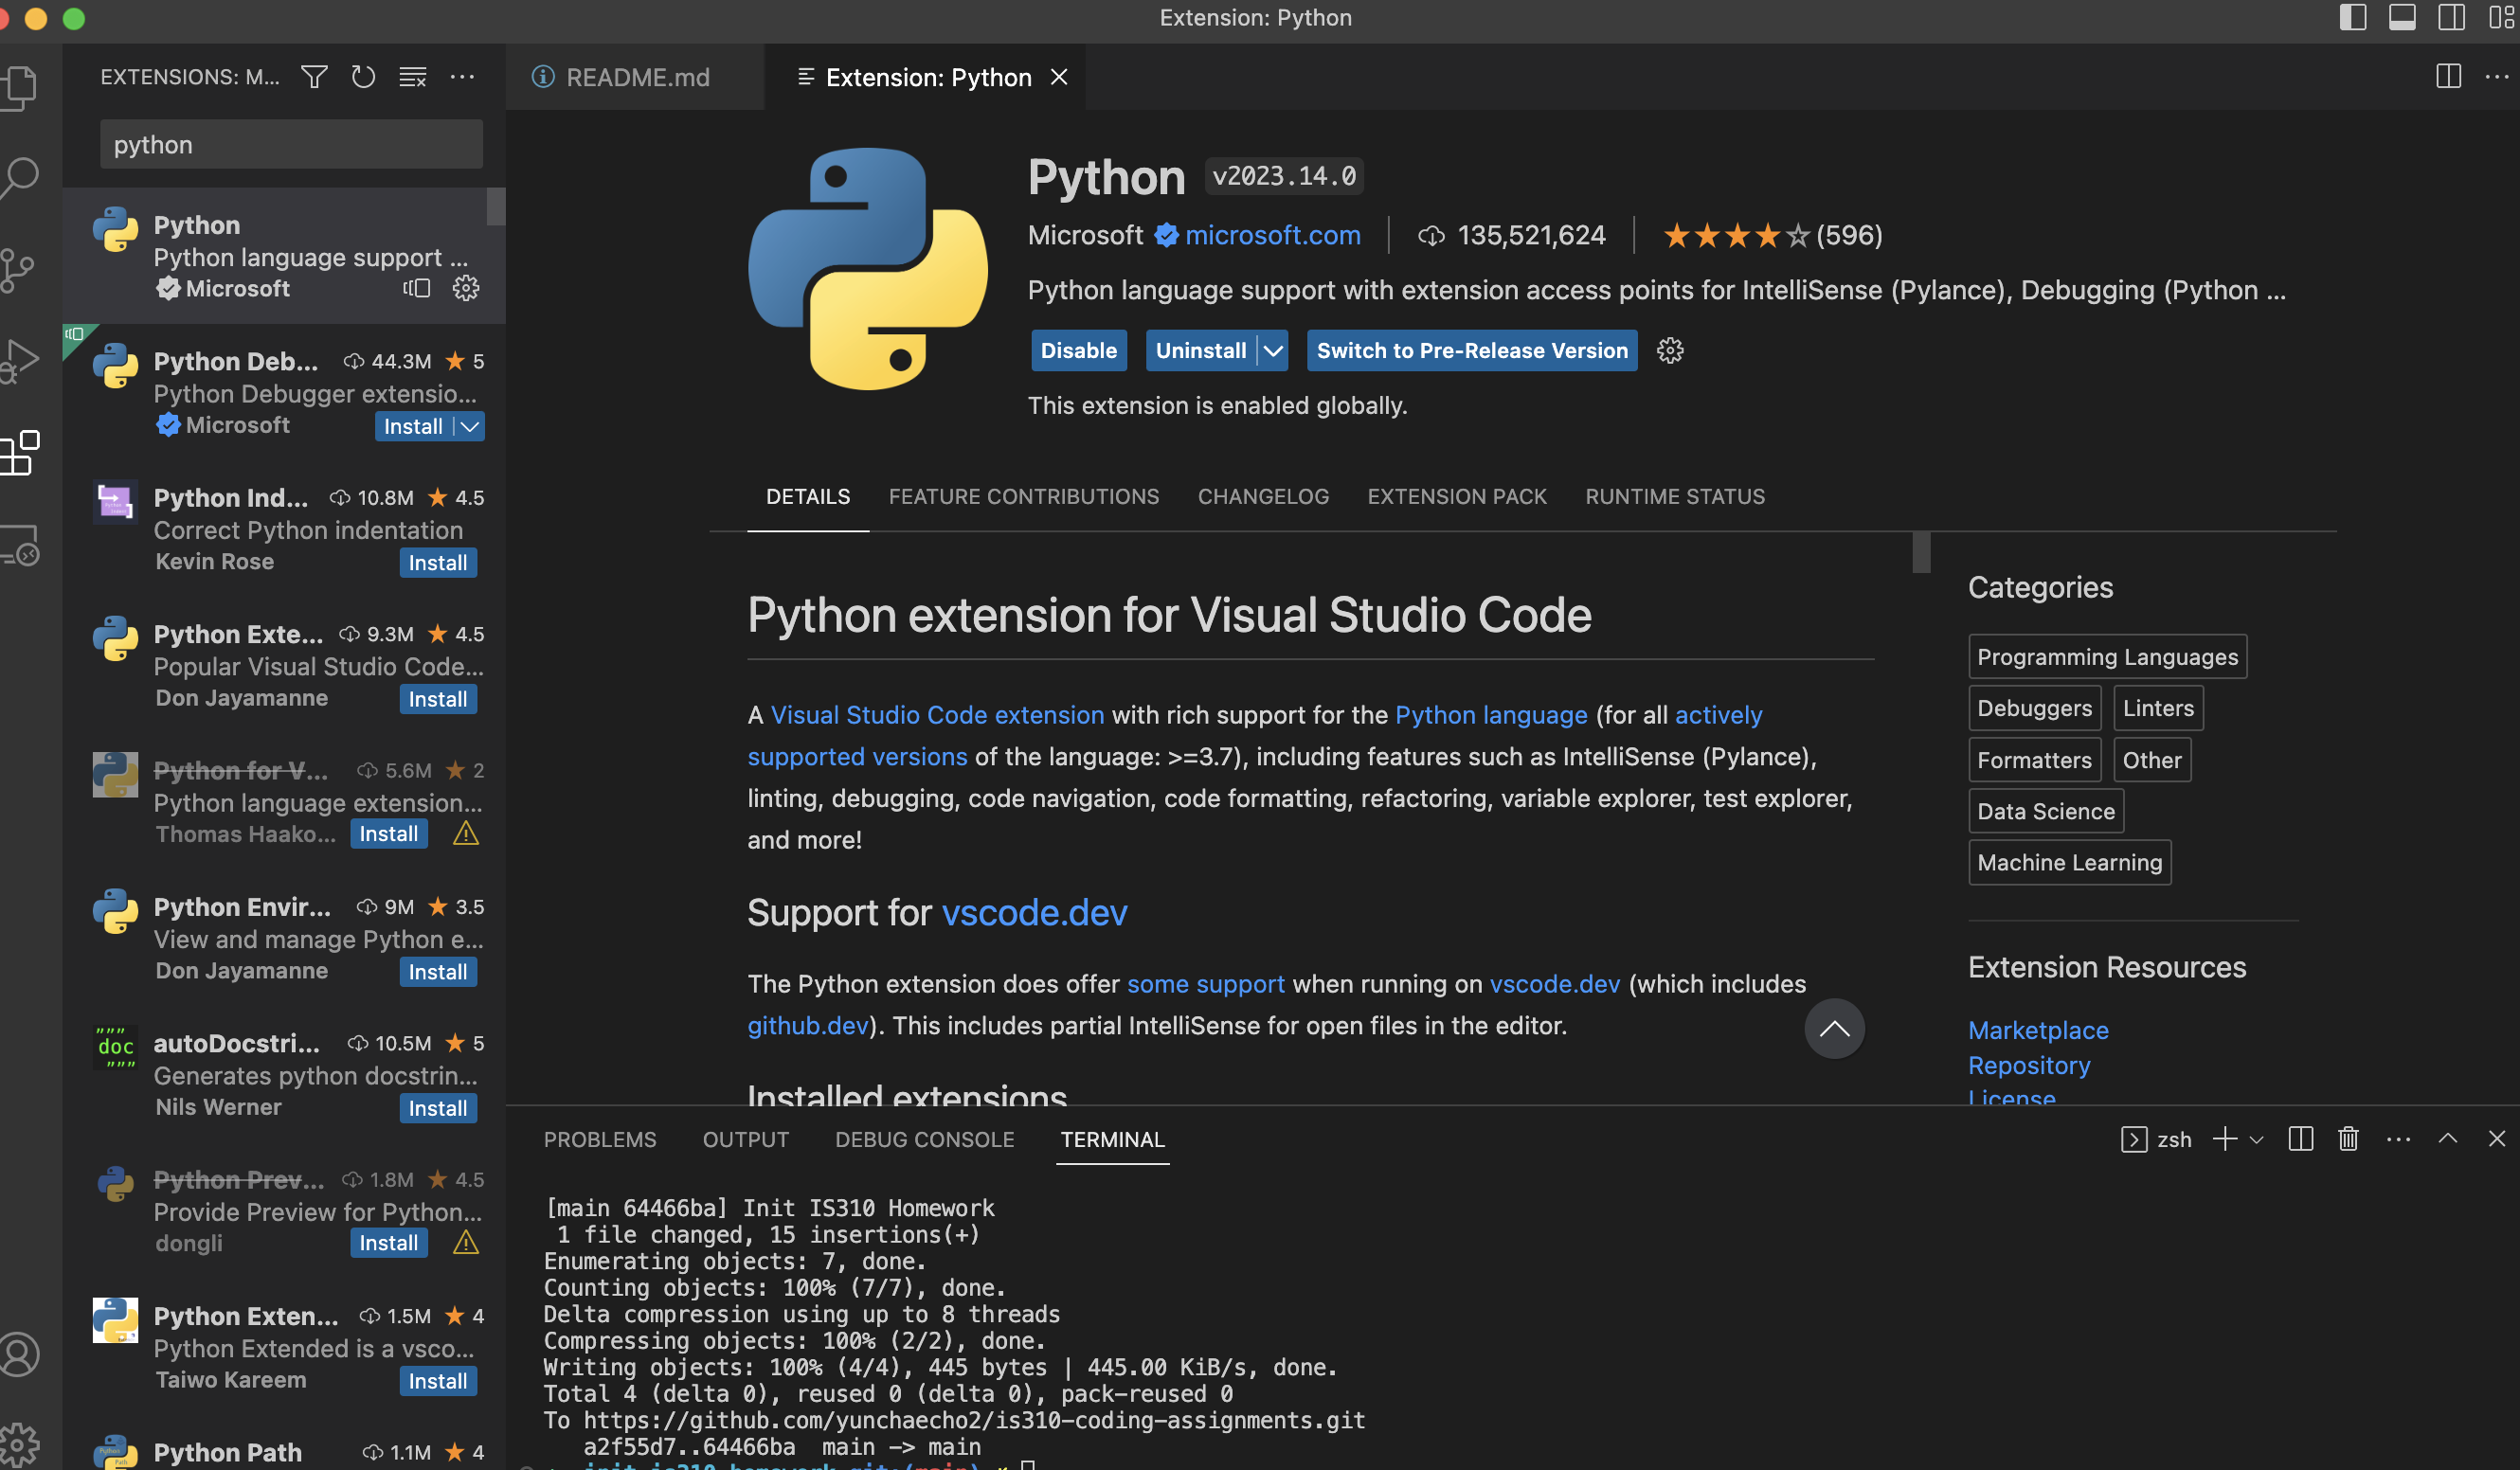 Extension: Python
EXTENSIONS: M...
python
Python
Python language support ...
Microsoft
Python Deb... 44.3M 5
Python Debugger extensio...
Microsoft Install
Python Ind... 10.8M 4.5
Correct Python indentation
Kevin Rose Install
Python Exte... 9.3M 4.5
Popular Visual Studio Code...
Don Jayamanne Install
Python for V... 5.6M 2
Python language extension...
Thomas Haako... Install
Python Envir... 9M 3.5
View and manage Python e...
Don Jayamanne Install
"""
doc
"""
autoDocstri... 10.5M 5
Generates python docstrin...
Nils Werner Install
Python Prev... 1.8M 4.5
Provide Preview for Python...
dongli Install
Python Exten... 1.5M 4
Python Extended is a vsco...
Taiwo Kareem Install
Python Path 1.1M 4
README.md
Extension: Python
Python v2023.14.0
Microsoft microsoft.com 135,521,624 (596)
Python language support with extension access points for IntelliSense (Pylance), Debugging (Python ...
Disable Uninstall Switch to Pre-Release Version
This extension is enabled globally.
DETAILS FEATURE CONTRIBUTIONS CHANGELOG EXTENSION PACK RUNTIME STATUS
Python extension for Visual Studio Code
A Visual Studio Code extension with rich support for the Python language (for all actively
supported versions of the language: >=3.7), including features such as IntelliSense (Pylance),
linting, debugging, code navigation, code formatting, refactoring, variable explorer, test explorer,
and more!
Support for vscode.dev
The Python extension does offer some support when running on vscode.dev (which includes
github.dev). This includes partial IntelliSense for open files in the editor.
Installed extensions
Categories
Programming Languages
Debuggers Linters
Formatters Other
Data Science
Machine Learning
Extension Resources
Marketplace
Repository
License
PROBLEMS OUTPUT DEBUG CONSOLE TERMINAL
zsh
[main 64466ba] Init IS310 Homework
1 file changed, 15 insertions(+)
Enumerating objects: 7, done.
Counting objects: 100% (7/7), done.
Delta compression using up to 8 threads
Compressing objects: 100% (2/2), done.
Writing objects: 100% (4/4), 445 bytes | 445.00 KiB/s, done.
Total 4 (delta 0), reused 0 (delta 0), pack-reused 0
To https://github.com/yunchaecho2/is310-coding-assignments.git
a2f55d7..64466ba main -> main